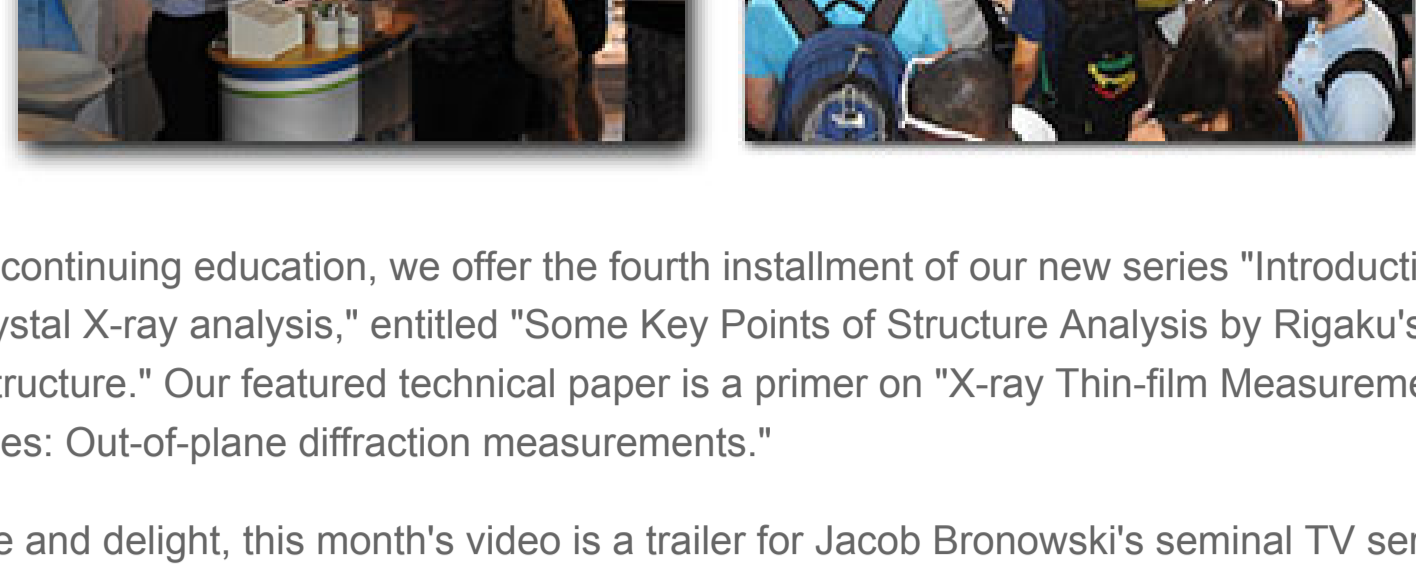 continuing education, we offer the fourth installment of our new series "Introducti
ystal X-ray analysis," entitled "Some Key Points of Structure Analysis by Rigaku's
tructure." Our featured technical paper is a primer on "X-ray Thin-film Measureme
es: Out-of-plane diffraction measurements."
e and delight, this month's video is a trailer for Jacob Bronowski's seminal TV ser